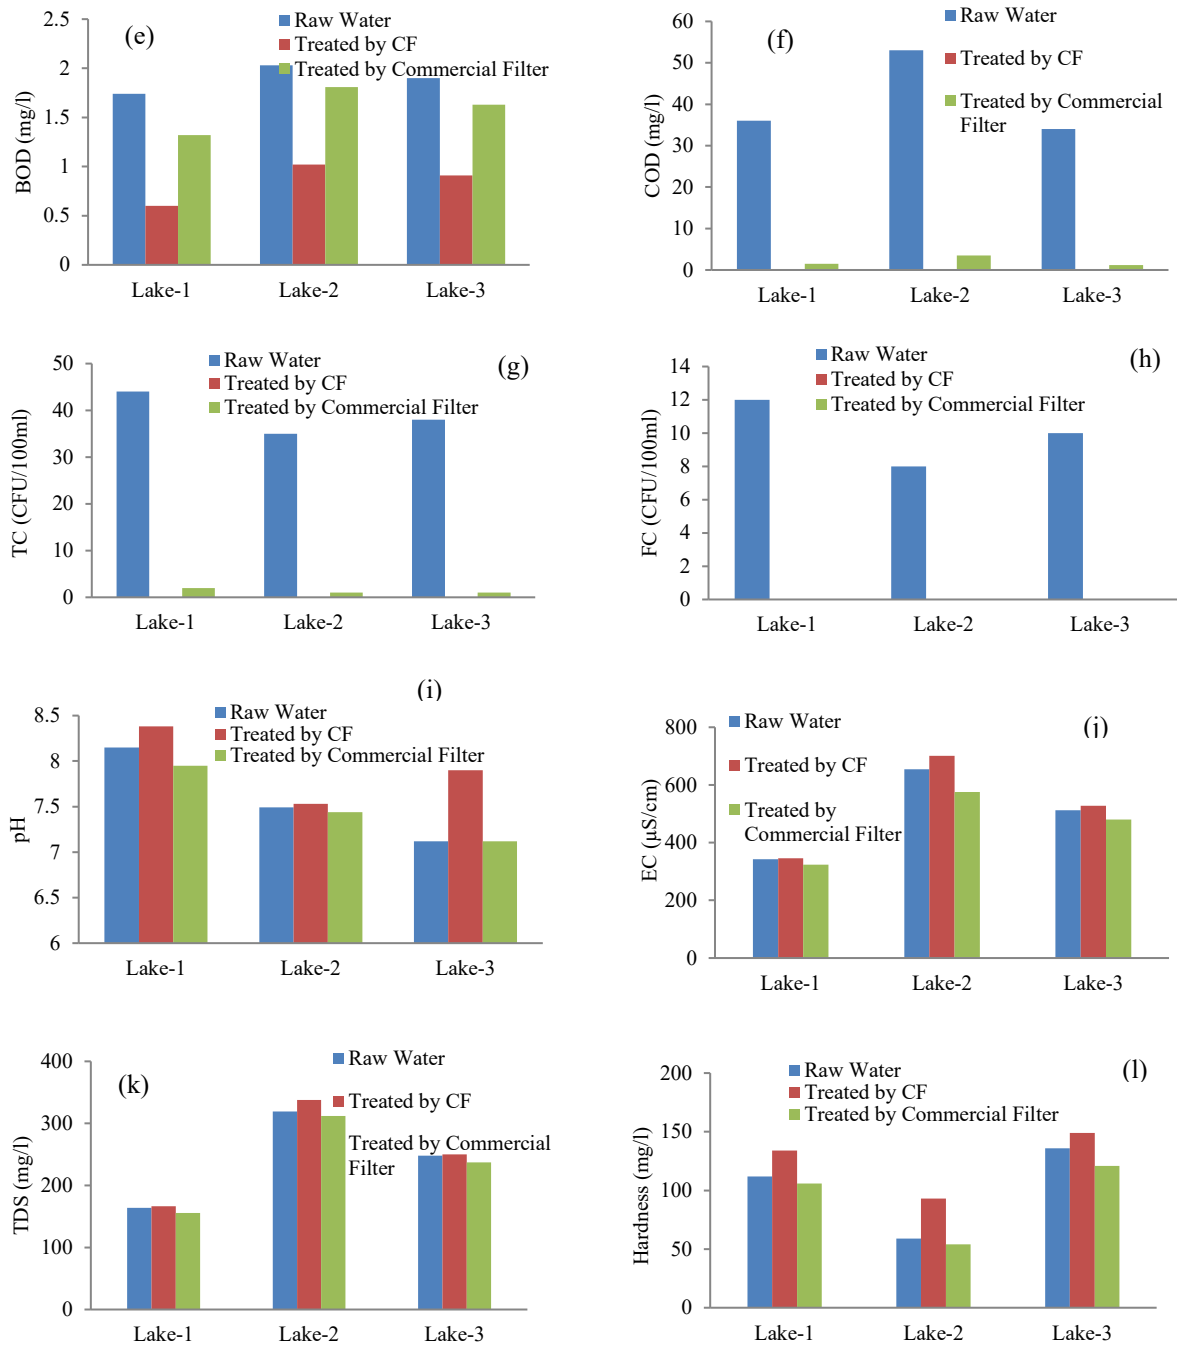 (e)
Raw Water
Treated by CF
Treated by Commercial Filter
BOD (mg/l)
2.5
2
1.5
1
0.5
0
Lake-1 Lake-2 Lake-3
(f)
Raw Water
Treated by CF
Treated by Commercial
Filter
COD (mg/l)
60
50
40
30
20
10
0
Lake-1 Lake-2 Lake-3
(g)
Raw Water
Treated by CF
Treated by Commercial Filter
TC (CFU/100ml)
50
40
30
20
10
0
Lake-1 Lake-2 Lake-3
(h)
Raw Water
Treated by CF
Treated by Commercial Filter
FC (CFU/100ml)
14
12
10
8
6
4
2
0
Lake-1 Lake-2 Lake-3
(i)
Raw Water
Treated by CF
Treated by Commercial Filter
pH
8.5
8
7.5
7
6.5
6
Lake-1 Lake-2 Lake-3
(j)
Raw Water
Treated by CF
Treated by
Commercial Filter
EC (µS/cm)
800
600
400
200
0
Lake-1 Lake-2 Lake-3
(k)
Raw Water
Treated by CF
Treated by Commercial
Filter
TDS (mg/l)
400
300
200
100
0
Lake-1 Lake-2 Lake-3
(l)
Raw Water
Treated by CF
Treated by Commercial Filter
Hardness (mg/l)
200
150
100
50
0
Lake-1 Lake-2 Lake-3